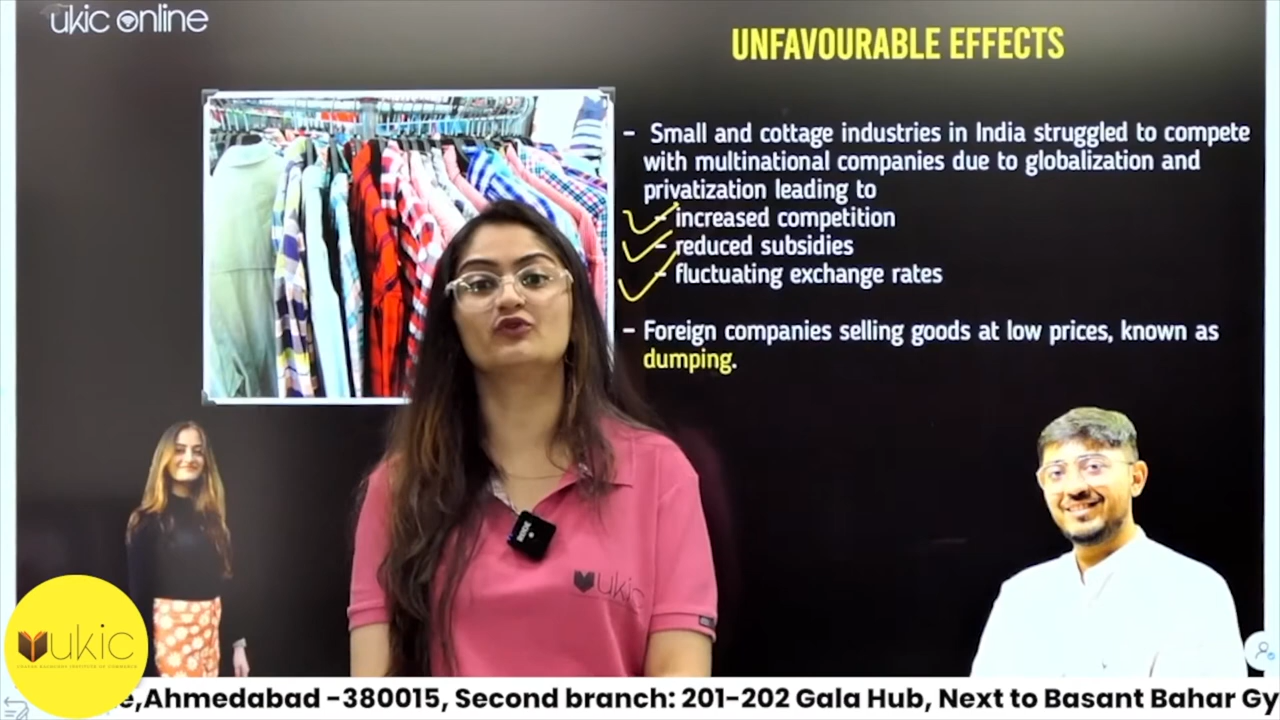 ukic online
UNFAVOURABLE EFFECTS
– Small and cottage industries in India struggled to compete
with multinational companies due to globalization and
privatization leading to
– increased competition
– reduced subsidies
– fluctuating exchange rates
– Foreign companies selling goods at low prices, known as
dumping.
ukic
ukic
,Ahmedabad -380015, Second branch: 201-202 Gala Hub, Next to Basant Bahar Gy